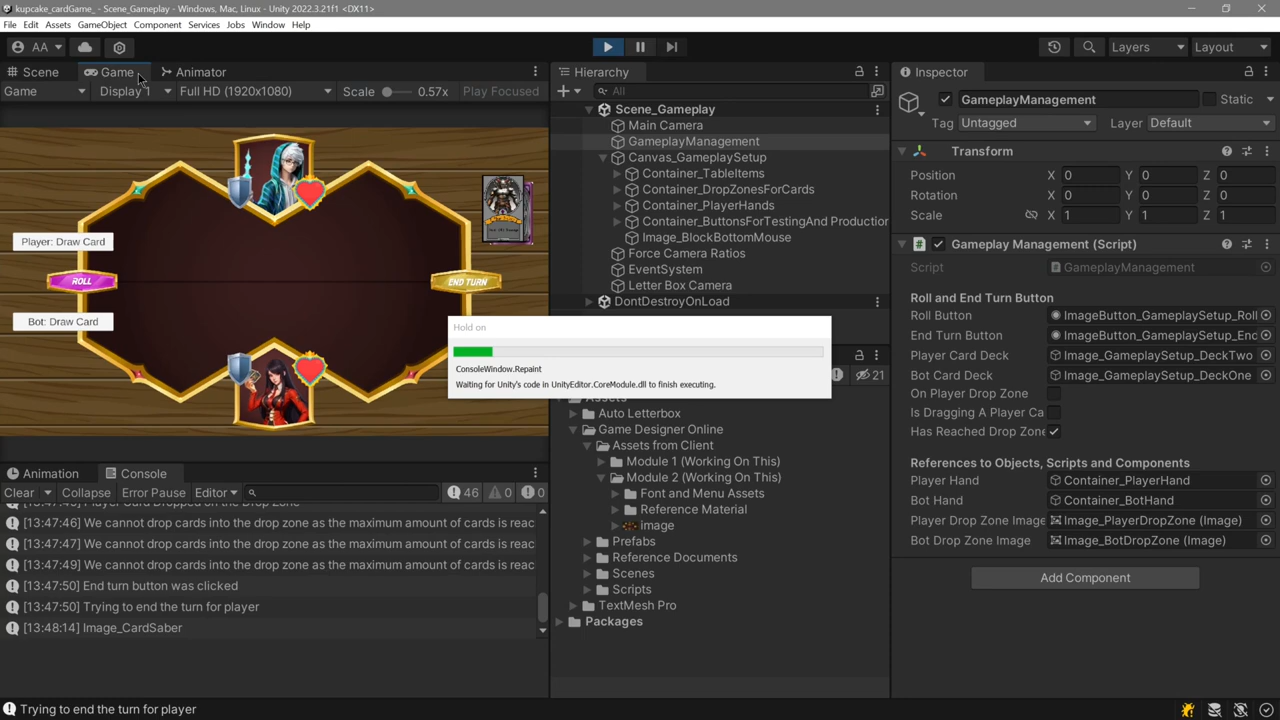 kupcake_cardGame_ - Scene_Gameplay - Windows, Mac, Linux - Unity 2022.3.21f1 <DX11>
File Edit Assets GameObject Component Services Jobs Window Help
AA Layers Layout
Scene Game Animator
Game Display 1 Full HD (1920x1080) Scale 0.57x Play Focused
Player: Draw Card
ROLL
END TURN
Bot: Draw Card
Hierarchy
All
Scene_Gameplay
Main Camera
GameplayManagement
Canvas_GameplaySetup
Container_TableItems
Container_DropZonesForCards
Container_PlayerHands
Container_ButtonsForTestingAnd Production
Image_BlockBottomMouse
Force Camera Ratios
EventSystem
Letter Box Camera
DontDestroyOnLoad
Hold on
ConsoleWindow.Repaint
Waiting for Unity's code in UnityEditor.CoreModule.dll to finish executing.
21
Assets
Auto Letterbox
Game Designer Online
Assets from Client
Module 1 (Working On This)
Module 2 (Working On This)
Font and Menu Assets
Reference Material
image
Prefabs
Reference Documents
Scenes
Scripts
TextMesh Pro
Packages
Inspector
GameplayManagement Static
Tag Untagged Layer Default
Transform
Position X 0 Y 0 Z 0
Rotation X 0 Y 0 Z 0
Scale X 1 Y 1 Z 1
Gameplay Management (Script)
Script GameplayManagement
Roll and End Turn Button
Roll Button ImageButton_GameplaySetup_Roll
End Turn Button ImageButton_GameplaySetup_End
Player Card Deck Image_GameplaySetup_DeckTwo
Bot Card Deck Image_GameplaySetup_DeckOne
On Player Drop Zone
Is Dragging A Player Ca
Has Reached Drop Zone
References to Objects, Scripts and Components
Player Hand Container_PlayerHand
Bot Hand Container_BotHand
Player Drop Zone Image Image_PlayerDropZone (Image)
Bot Drop Zone Image Image_BotDropZone (Image)
Add Component
Animation Console
Clear Collapse Error Pause Editor 46 0 0
[13:47:46] We cannot drop cards into the drop zone as the maximum amount of cards is reac
[13:47:47] We cannot drop cards into the drop zone as the maximum amount of cards is reac
[13:47:49] We cannot drop cards into the drop zone as the maximum amount of cards is reac
[13:47:50] End turn button was clicked
[13:47:50] Trying to end the turn for player
[13:48:14] Image_CardSaber
Trying to end the turn for player